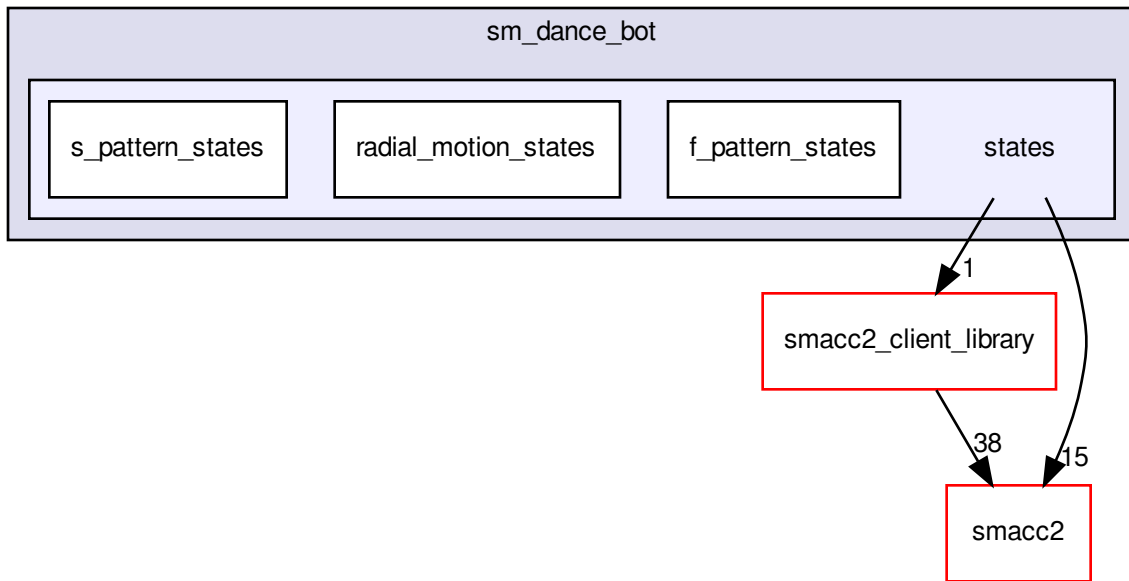 sm_dance_bot
s_pattern_states
radial_motion_states
f_pattern_states
states
1
smacc2_client_library
38
15
smacc2